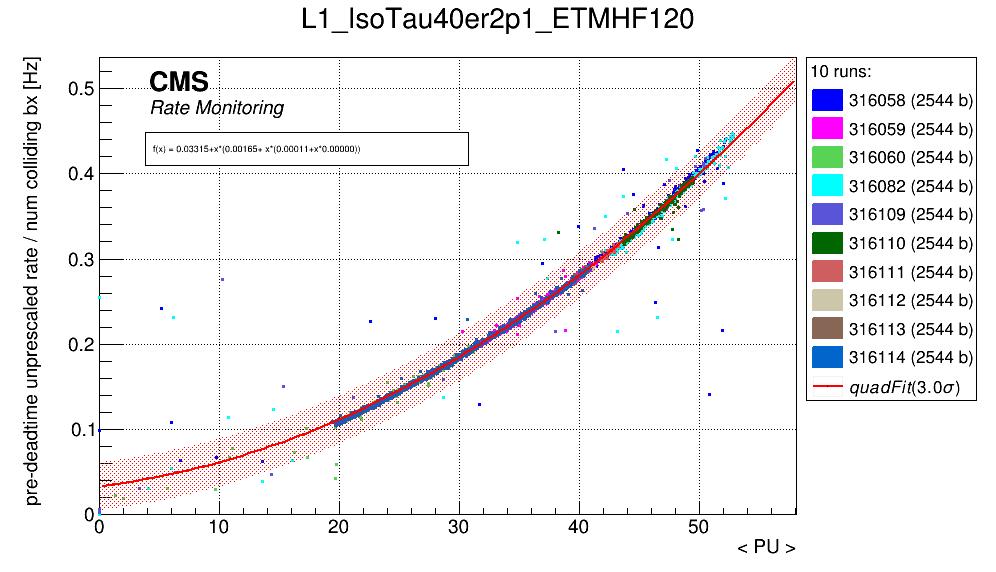 L1_IsoTau40er2p1_ETMHF120
pre-deadtime unprescaled rate / num colliding bx [Hz]
CMS
Rate Monitoring
f(x) = 0.03315+x*(0.00165+ x*(0.00011+x*0.00000))
0.5
0.4
0.3
0.2
0.1
0
0
10
20
30
40
50
< PU >
10 runs:
316058 (2544 b)
316059 (2544 b)
316060 (2544 b)
316082 (2544 b)
316109 (2544 b)
316110 (2544 b)
316111 (2544 b)
316112 (2544 b)
316113 (2544 b)
316114 (2544 b)
quadFit(3.0σ)